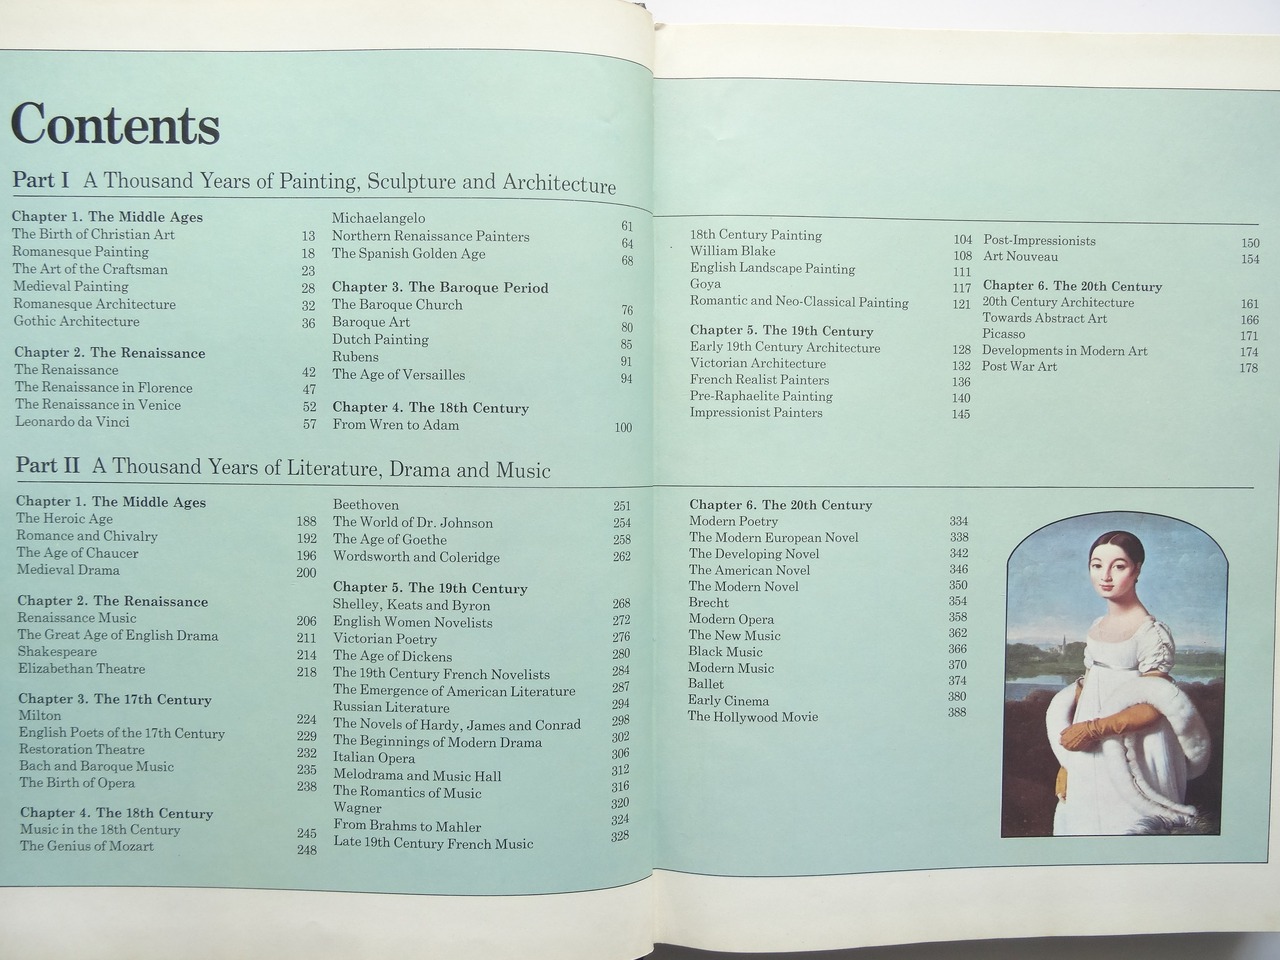 Contents
Part I A Thousand Years of Painting, Sculpture and Architecture
Chapter 1. The Middle Ages
The Birth of Christian Art 13
Romanesque Painting 18
The Art of the Craftsman 23
Medieval Painting 28
Romanesque Architecture 32
Gothic Architecture 36
Chapter 2. The Renaissance
The Renaissance 42
The Renaissance in Florence 47
The Renaissance in Venice 52
Leonardo da Vinci 57
Michaelangelo 61
Northern Renaissance Painters 64
The Spanish Golden Age 68
Chapter 3. The Baroque Period
The Baroque Church 76
Baroque Art 80
Dutch Painting 85
Rubens 91
The Age of Versailles 94
Chapter 4. The 18th Century
From Wren to Adam 100
18th Century Painting 104
William Blake 108
English Landscape Painting 111
Goya 117
Romantic and Neo-Classical Painting 121
Chapter 5. The 19th Century
Early 19th Century Architecture 128
Victorian Architecture 132
French Realist Painters 136
Pre-Raphaelite Painting 140
Impressionist Painters 145
Post-Impressionists 150
Art Nouveau 154
Chapter 6. The 20th Century
20th Century Architecture 161
Towards Abstract Art 166
Picasso 171
Developments in Modern Art 174
Post War Art 178
Part II A Thousand Years of Literature, Drama and Music
Chapter 1. The Middle Ages
The Heroic Age 188
Romance and Chivalry 192
The Age of Chaucer 196
Medieval Drama 200
Chapter 2. The Renaissance
Renaissance Music 206
The Great Age of English Drama 211
Shakespeare 214
Elizabethan Theatre 218
Chapter 3. The 17th Century
Milton 224
English Poets of the 17th Century 229
Restoration Theatre 232
Bach and Baroque Music 235
The Birth of Opera 238
Chapter 4. The 18th Century
Music in the 18th Century 245
The Genius of Mozart 248
Beethoven 251
The World of Dr. Johnson 254
The Age of Goethe 258
Wordsworth and Coleridge 262
Chapter 5. The 19th Century
Shelley, Keats and Byron 268
English Women Novelists 272
Victorian Poetry 276
The Age of Dickens 280
The 19th Century French Novelists 284
The Emergence of American Literature 287
Russian Literature 294
The Novels of Hardy, James and Conrad 298
The Beginnings of Modern Drama 302
Italian Opera 306
Melodrama and Music Hall 312
The Romantics of Music 316
Wagner 320
From Brahms to Mahler 324
Late 19th Century French Music 328
Chapter 6. The 20th Century
Modern Poetry 334
The Modern European Novel 338
The Developing Novel 342
The American Novel 346
The Modern Novel 350
Brecht 354
Modern Opera 358
The New Music 362
Black Music 366
Modern Music 370
Ballet 374
Early Cinema 380
The Hollywood Movie 388